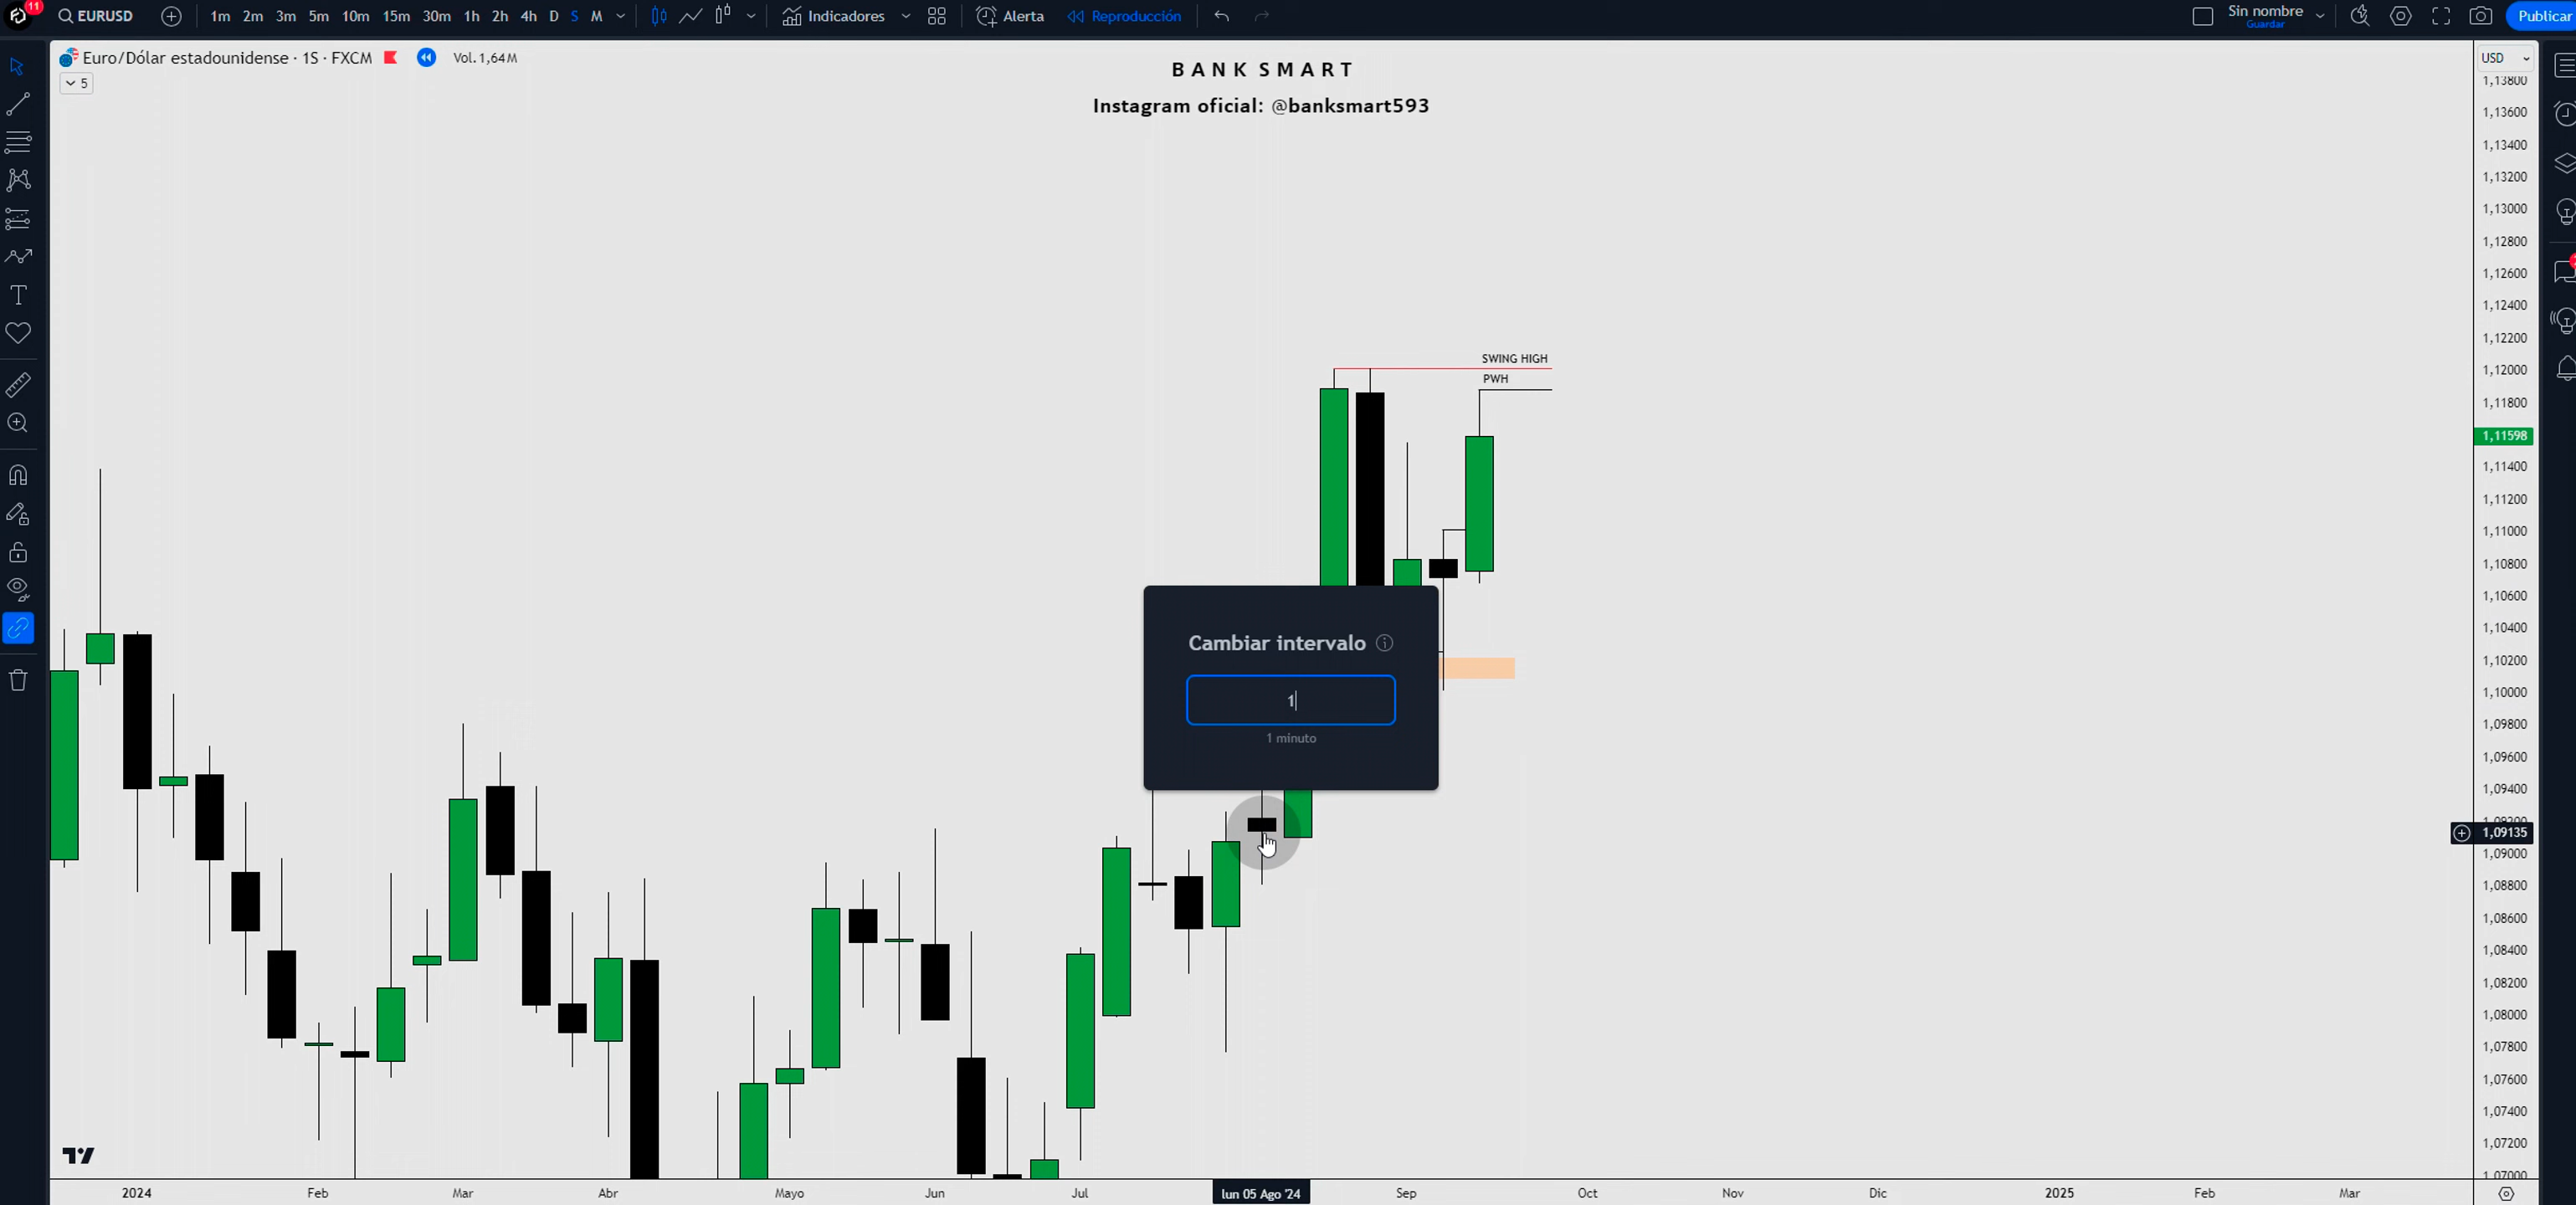 11
EURUSD
1m 2m 3m 5m 10m 15m 30m 1h 2h 4h D S M
Indicadores
Alerta
Reproducción
Sin nombre
Guardar
Publicar
Euro/Dólar estadounidense · 1S · FXCM
Vol. 1,64 M
5
BANK SMART
Instagram oficial: @banksmart593
USD
1,13800
1,13600
1,13400
1,13200
1,13000
1,12800
1,12600
1,12400
1,12200
SWING HIGH
1,12000
PWH
1,11800
1,11598
1,11400
1,11200
1,11000
1,10800
1,10600
1,10400
1,10200
1,10000
1,09800
1,09600
1,09400
1,09200
1,09135
1,09000
1,08800
1,08600
1,08400
1,08200
1,08000
1,07800
1,07600
1,07400
1,07200
1,07000
Cambiar intervalo
1
1 minuto
2024 Feb Mar Abr Mayo Jun Jul lun 05 Ago '24 Sep Oct Nov Dic 2025 Feb Mar